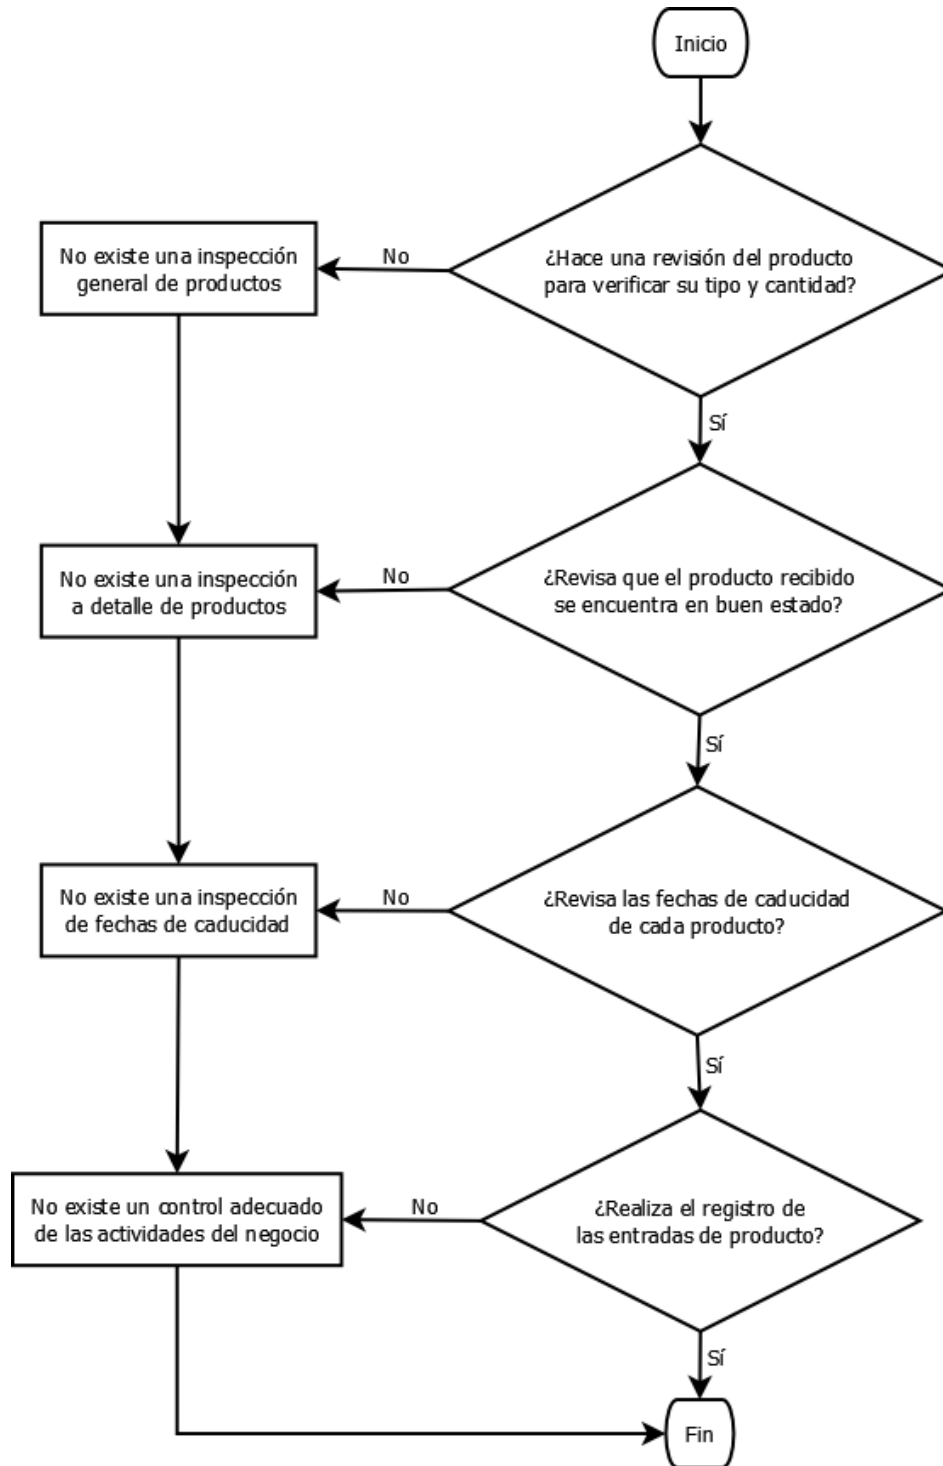 Inicio
¿Hace una revisión del producto
para verificar su tipo y cantidad?
No
No existe una inspección
general de productos
Sí
¿Revisa que el producto recibido
se encuentra en buen estado?
No
No existe una inspección
a detalle de productos
Sí
¿Revisa las fechas de caducidad
de cada producto?
No
No existe una inspección
de fechas de caducidad
Sí
¿Realiza el registro de
las entradas de producto?
No
No existe un control adecuado
de las actividades del negocio
Sí
Fin